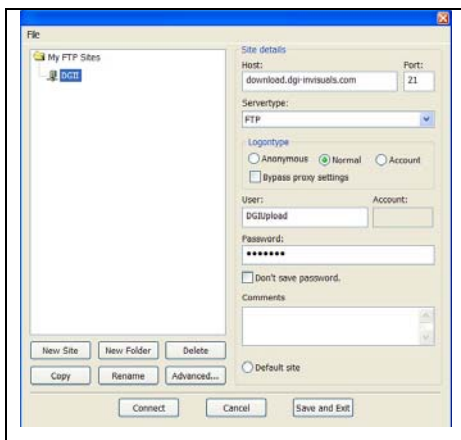 File
My FTP Sites
DGII
Site details
Host:
Port:
download.dgi-invisuals.com
21
Servertype:
FTP
Logontype
Anonymous
Normal
Account
Bypass proxy settings
User:
Account:
DGIUpload
Password:
•••••••
Don't save password.
Comments
Default site
New Site
New Folder
Delete
Copy
Rename
Advanced...
Connect
Cancel
Save and Exit